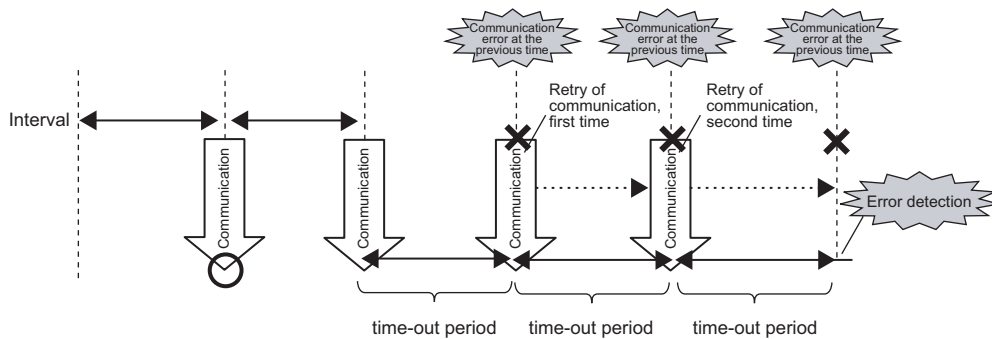 Communication
error at the
previous time
Communication
error at the
previous time
Communication
error at the
previous time
Retry of
communication,
first time
Retry of
communication,
second time
Interval
Communication
Communication
Communication
Communication
Error detection
time-out period
time-out period
time-out period